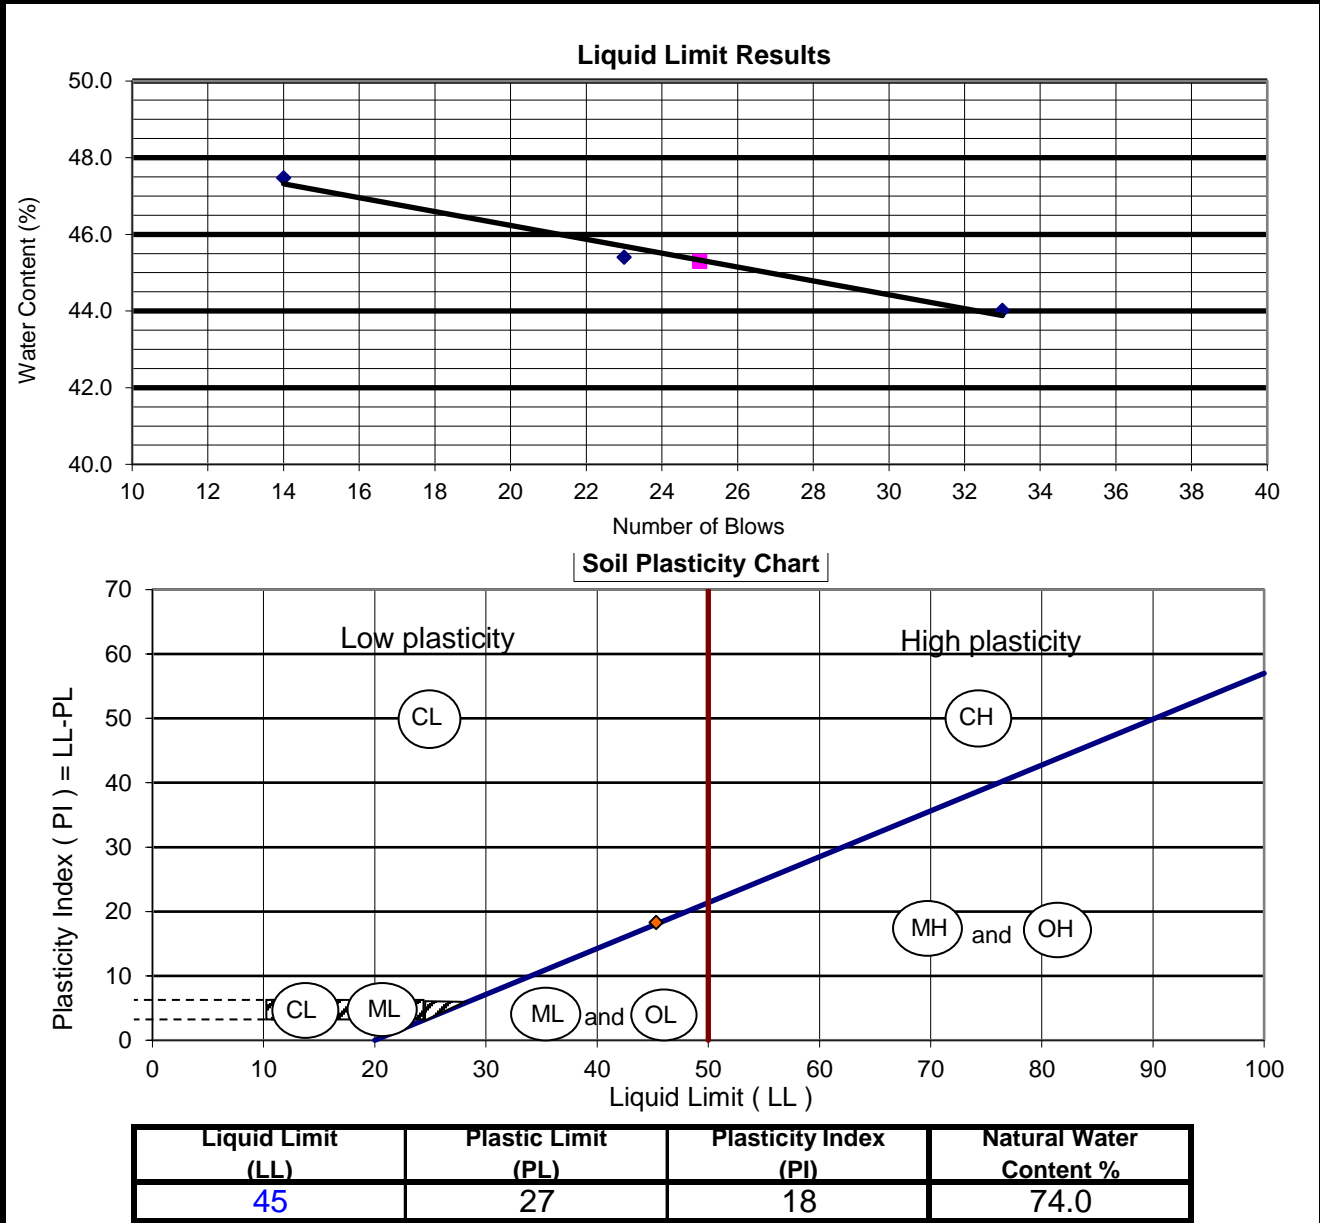 Liquid Limit Results
50.0
48.0
46.0
44.0
42.0
40.0
Water Content (%)
10 12 14 16 18 20 22 24 26 28 30 32 34 36 38 40
Number of Blows
Soil Plasticity Chart
70
60
50
40
30
20
10
0
Plasticity Index ( PI ) = LL-PL
Low plasticity High plasticity
CL CH
MH and OH
CL ML ML and OL
0 10 20 30 40 50 60 70 80 90 100
Liquid Limit ( LL )
Liquid Limit Plastic Limit Plasticity Index Natural Water
(LL) (PL) (PI) Content %
45 27 18 74.0